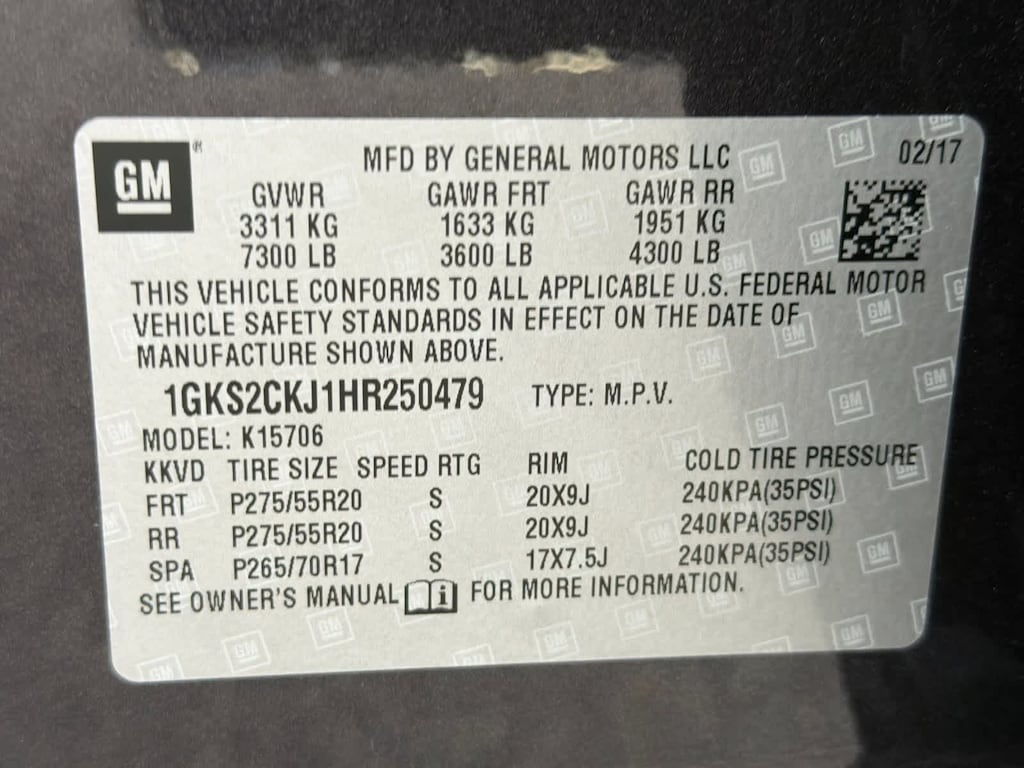 GM® MFD BY GENERAL MOTORS LLC 02/17
GVWR GAWR FRT GAWR RR
3311 KG 1633 KG 1951 KG
7300 LB 3600 LB 4300 LB
THIS VEHICLE CONFORMS TO ALL APPLICABLE U.S. FEDERAL MOTOR
VEHICLE SAFETY STANDARDS IN EFFECT ON THE DATE OF
MANUFACTURE SHOWN ABOVE.
1GKS2CKJ1HR250479 TYPE: M.P.V.
MODEL: K15706
KKVD TIRE SIZE SPEED RTG RIM COLD TIRE PRESSURE
FRT P275/55R20 S 20X9J 240KPA(35PSI)
RR P275/55R20 S 20X9J 240KPA(35PSI)
SPA P265/70R17 S 17X7.5J 240KPA(35PSI)
SEE OWNER'S MANUAL i FOR MORE INFORMATION.